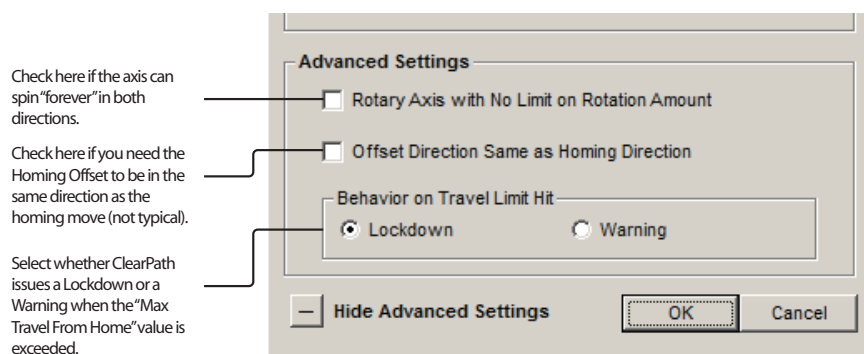 Advanced Settings
Check here if the axis can
spin "forever" in both
directions.
Rotary Axis with No Limit on Rotation Amount
Check here if you need the
Homing Offset to be in the
same direction as the
homing move (not typical).
Offset Direction Same as Homing Direction
Behavior on Travel Limit Hit
Lockdown
Warning
Select whether ClearPath
issues a Lockdown or a
Warning when the "Max
Travel From Home" value is
exceeded.
Hide Advanced Settings
OK
Cancel